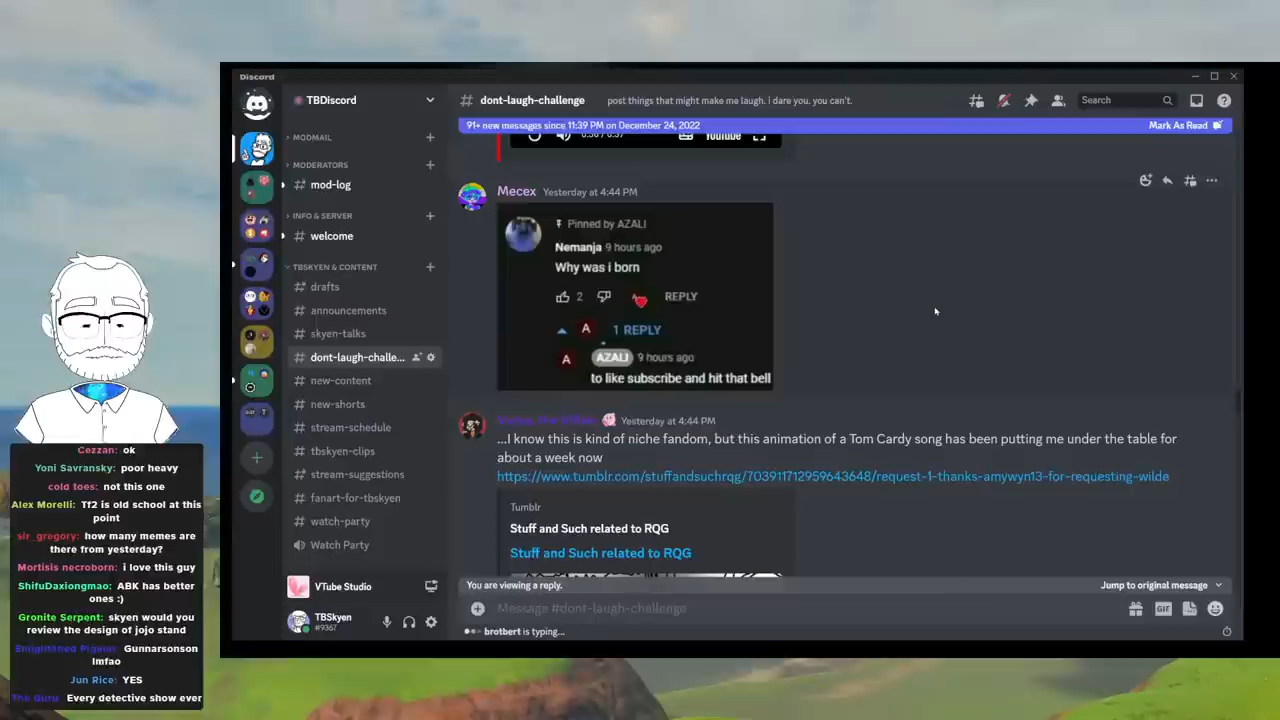 Discord
TBDiscord
# dont-laugh-challenge
post things that might make me laugh. i dare you. you can't.
Search
91+ new messages since 11:39 PM on December 24, 2022
Mark As Read
MODMAIL
MODERATORS
mod-log
INFO & SERVER
welcome
TBSKYEN & CONTENT
drafts
announcements
skyen-talks
dont-laugh-challe...
new-content
new-shorts
stream-schedule
tbskyen-clips
stream-suggestions
fanart-for-tbskyen
watch-party
Watch Party
VTube Studio
TBSkyen
#9367
YouTube
Mecex Yesterday at 4:44 PM
Pinned by AZALI
Nemanja 9 hours ago
Why was i born
2 REPLY
A 1 REPLY
A AZALI 9 hours ago
to like subscribe and hit that bell
Yesterday at 4:44 PM
...I know this is kind of niche fandom, but this animation of a Tom Cardy song has been putting me under the table for
about a week now
https://www.tumblr.com/stuffandsuchrqg/703911712959643648/request-1-thanks-amywyn13-for-requesting-wilde
Tumblr
Stuff and Such related to RQG
Stuff and Such related to RQG
You are viewing a reply.
Jump to original message
Message #dont-laugh-challenge
GIF
brotbert is typing...
Cezzan: ok
Yoni Savransky: poor heavy
cold toes: not this one
Alex Morelli: Tf2 is old school at this
point
sir_gregory: how many memes are
there from yesterday?
Mortisis necroborn: i love this guy
ShifuDaxiongmao: ABK has better
ones :)
Gronite Serpent: skyen would you
review the design of jojo stand
Enlightened Pigeon: Gunnarsonson
lmfao
Jun Rice: YES
The Guru: Every detective show ever